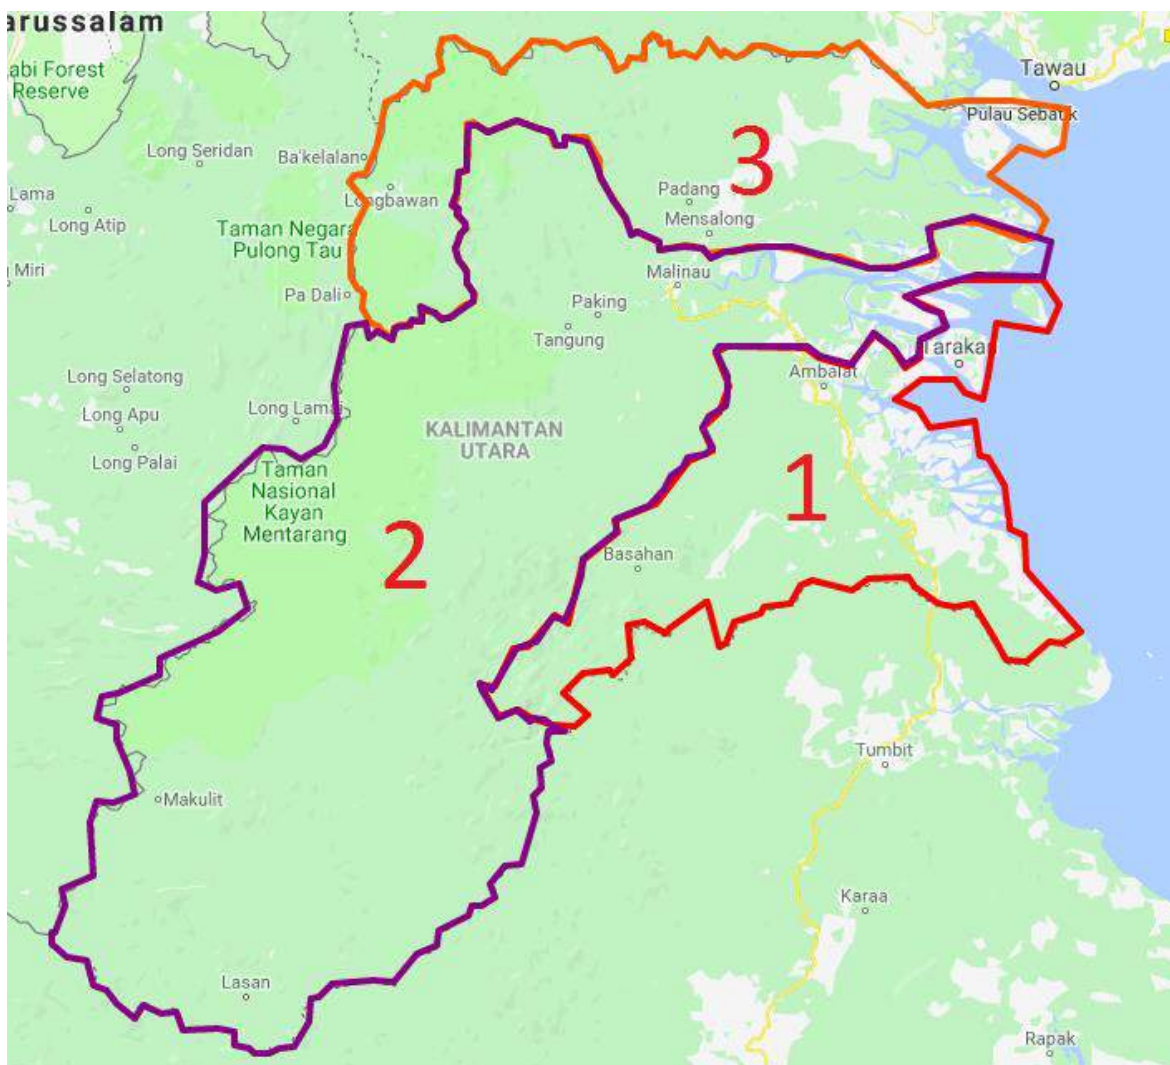 arussalam
abi Forest
Reserve
Tawau
Pulau Sebatik
3
Long Seridan
Ba'kelalan
Lama
Longbawan
Padang
Long Atip
Taman Negara
Pulong Tau
Mensalong
Miri
Malinau
Pa Dali
Paking
Tangung
Tarakan
Long Selatong
Ambalat
Long Apu
Long Lamai
KALIMANTAN
UTARA
Long Palai
Taman
Nasional
Kayan
Mentarang
1
2
Basahan
Tumbit
Makulit
Karaa
Lasan
Rapak